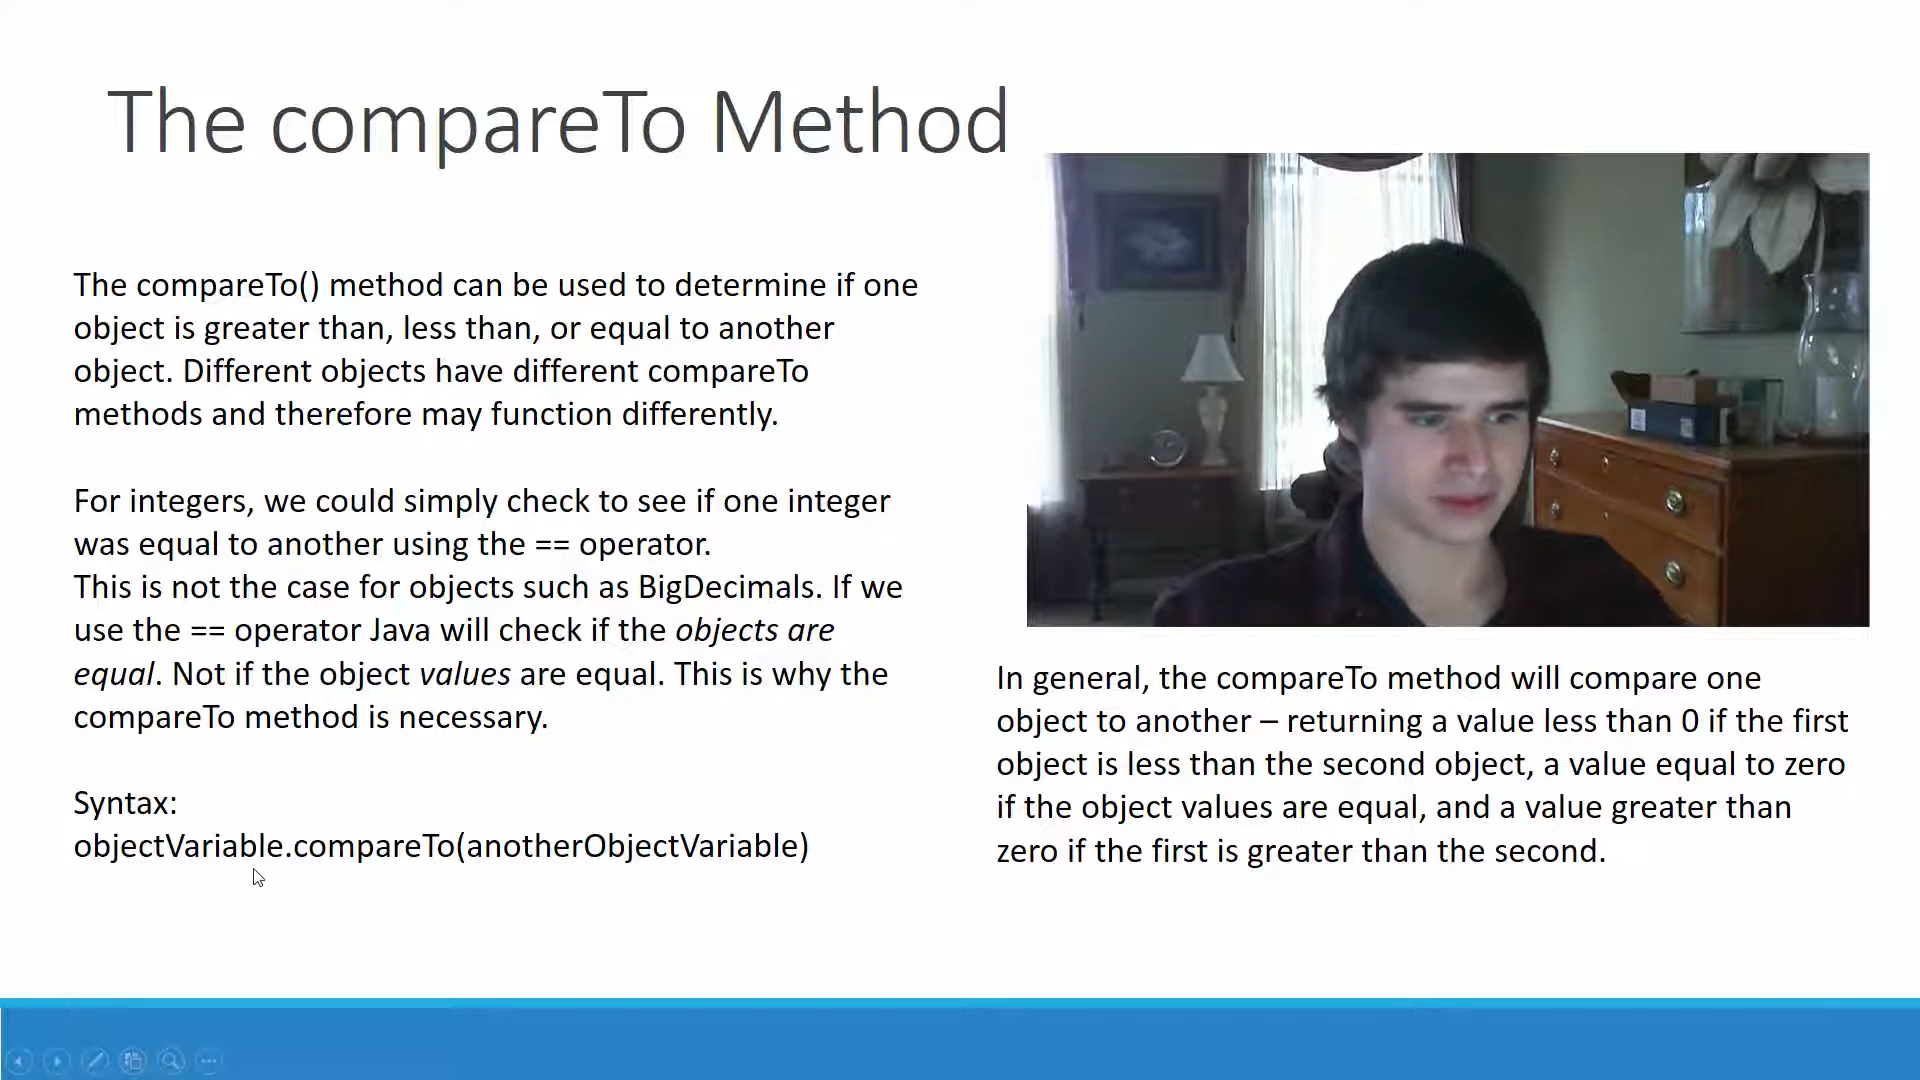 The compareTo Method
The compareTo() method can be used to determine if one
object is greater than, less than, or equal to another
object. Different objects have different compareTo
methods and therefore may function differently.
For integers, we could simply check to see if one integer
was equal to another using the == operator.
This is not the case for objects such as BigDecimals. If we
use the == operator Java will check if the objects are
equal. Not if the object values are equal. This is why the
compareTo method is necessary.
Syntax:
objectVariable.compareTo(anotherObjectVariable)
In general, the compareTo method will compare one
object to another – returning a value less than 0 if the first
object is less than the second object, a value equal to zero
if the object values are equal, and a value greater than
zero if the first is greater than the second.